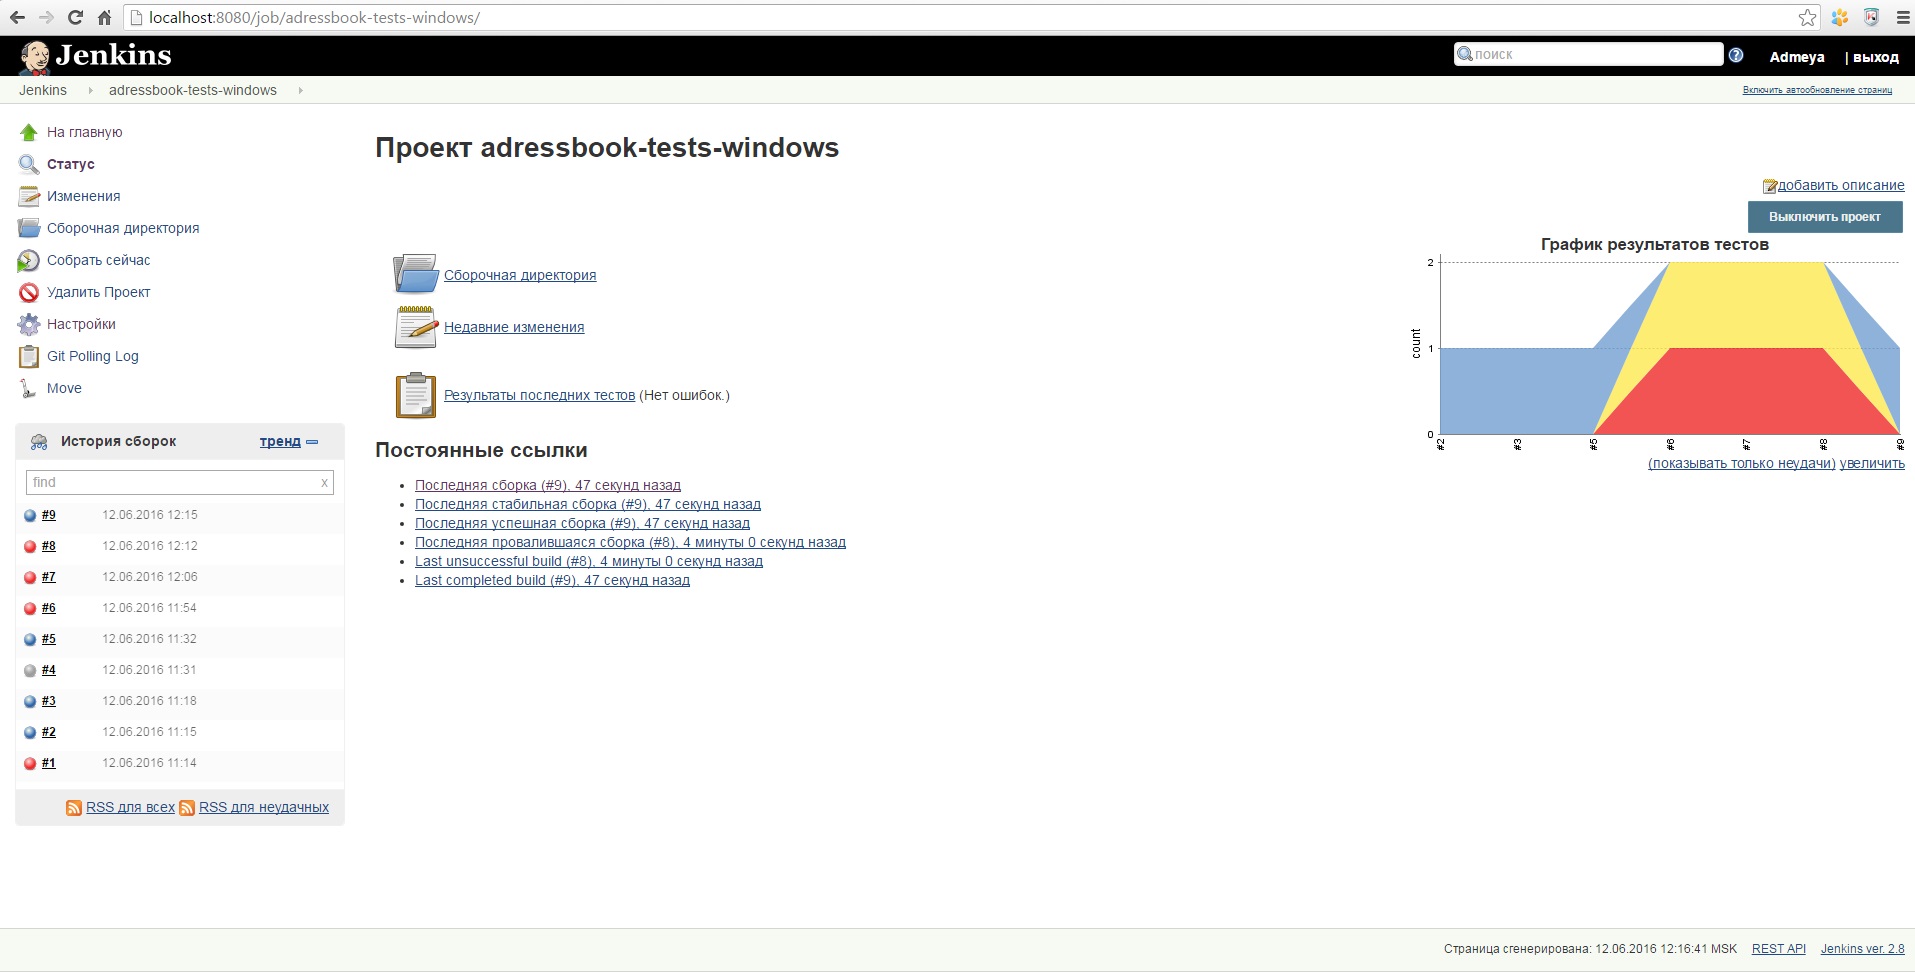 localhost:8080/job/adressbook-tests-windows/
Jenkins
поиск
Admeya | выход
Jenkins adressbook-tests-windows
Включить автообновление страниц
На главную
Статус
Изменения
Сборочная директория
Собрать сейчас
Удалить Проект
Настройки
Git Polling Log
Move
История сборок тренд
find x
#9 12.06.2016 12:15
#8 12.06.2016 12:12
#7 12.06.2016 12:06
#6 12.06.2016 11:54
#5 12.06.2016 11:32
#4 12.06.2016 11:31
#3 12.06.2016 11:18
#2 12.06.2016 11:15
#1 12.06.2016 11:14
RSS для всех RSS для неудачных
Проект adressbook-tests-windows
добавить описание
Выключить проект
Сборочная директория
Недавние изменения
Результаты последних тестов (Нет ошибок.)
Постоянные ссылки
Последняя сборка (#9), 47 секунд назад
Последняя стабильная сборка (#9), 47 секунд назад
Последняя успешная сборка (#9), 47 секунд назад
Последняя провалившаяся сборка (#8), 4 минуты 0 секунд назад
Last unsuccessful build (#8), 4 минуты 0 секунд назад
Last completed build (#9), 47 секунд назад
График результатов тестов
2
1
0
count
#2 #3 #5 #6 #7 #8 #9
(показывать только неудачи) увеличить
Страница сгенерирована: 12.06.2016 12:16:41 MSK REST API Jenkins ver. 2.8